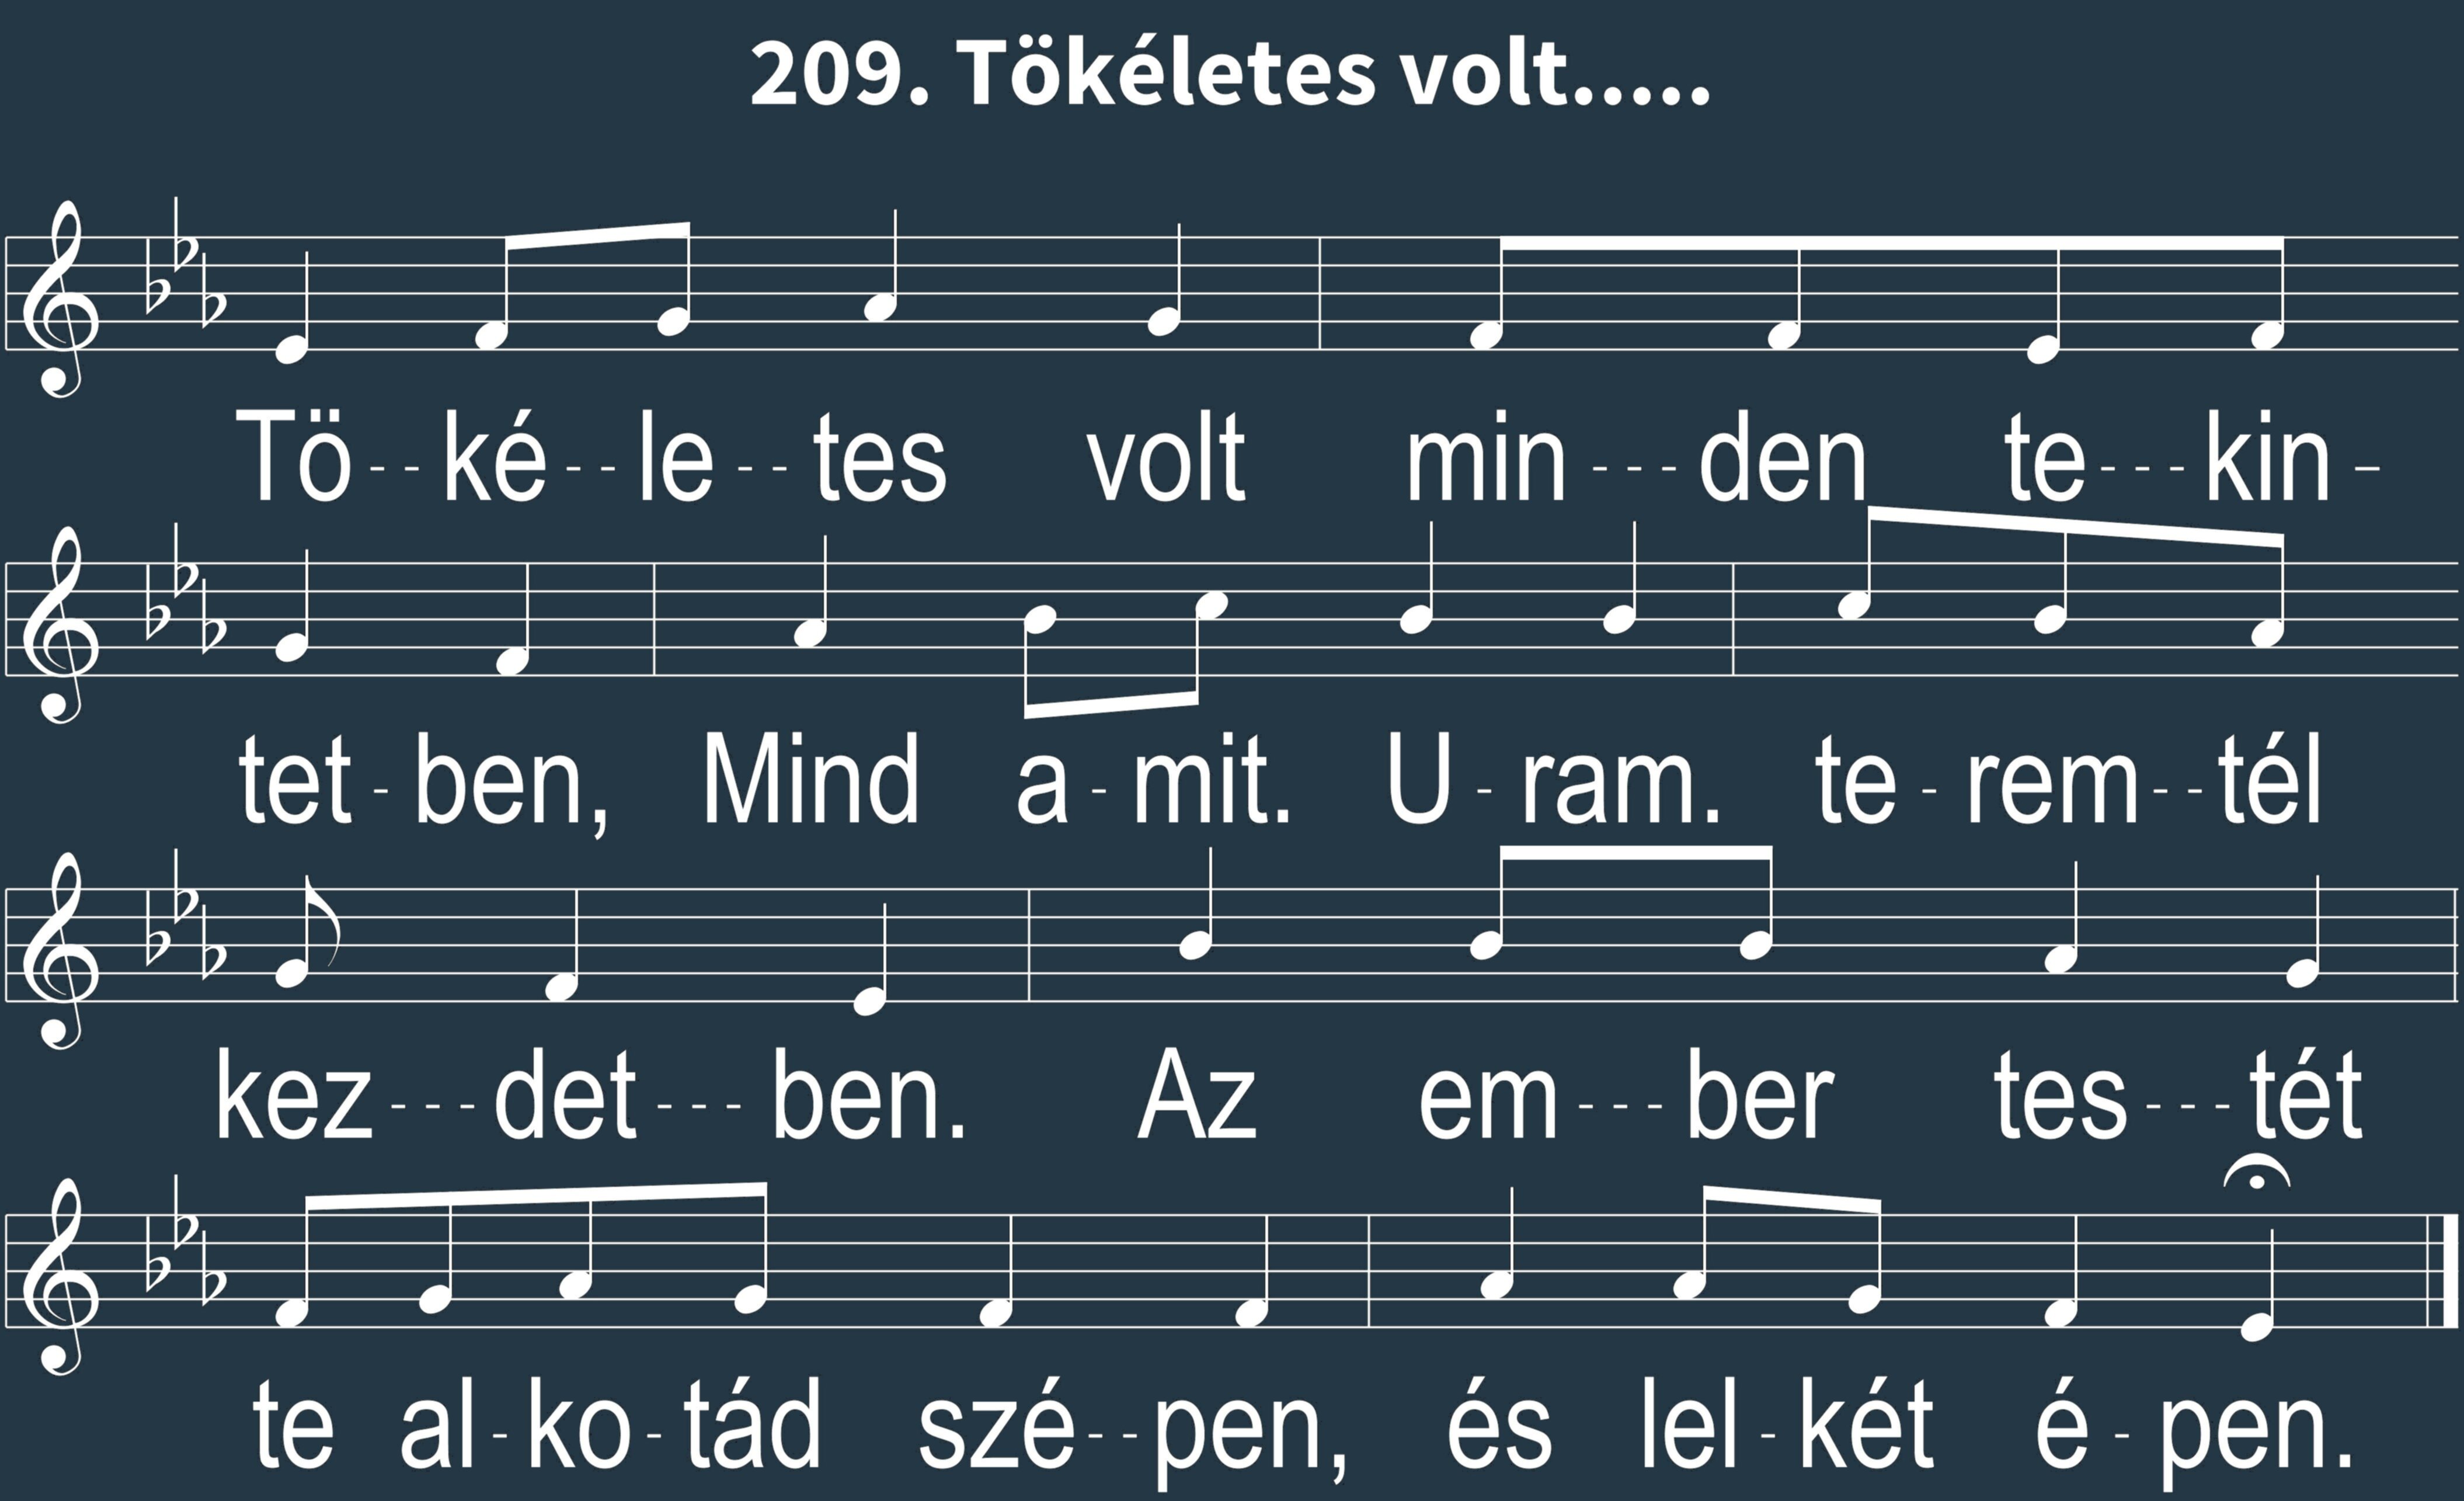 209. Tökéletes volt.....
Tö--ké--le--tes volt min---den te---kin-
tet-ben, Mind a-mit. U-ram. te-rem--tél
kez---det---ben. Az em---ber tes---tét
te al-ko-tád szé--pen, és lel-két é-pen.